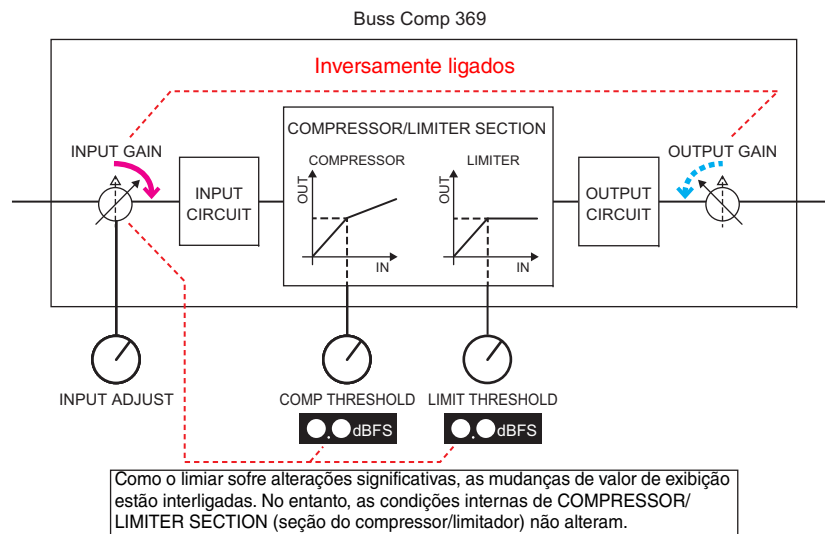 Buss Comp 369
Inversamente ligados
COMPRESSOR/LIMITER SECTION
INPUT GAIN
OUTPUT GAIN
COMPRESSOR
LIMITER
INPUT
CIRCUIT
OUT
IN
OUT
IN
OUTPUT
CIRCUIT
INPUT ADJUST
COMP THRESHOLD
LIMIT THRESHOLD
●.●dBFS
●.●dBFS
Como o limiar sofre alterações significativas, as mudanças de valor de exibição
estão interligadas. No entanto, as condições internas de COMPRESSOR/
LIMITER SECTION (seção do compressor/limitador) não alteram.